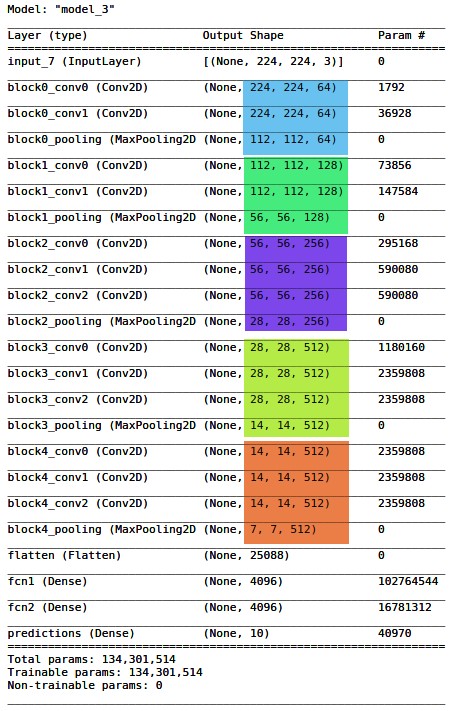 Model: "model_3"
Layer (type) Output Shape Param #
input_7 (InputLayer) [(None, 224, 224, 3)] 0
block0_conv0 (Conv2D) (None, 224, 224, 64) 1792
block0_conv1 (Conv2D) (None, 224, 224, 64) 36928
block0_pooling (MaxPooling2D (None, 112, 112, 64) 0
block1_conv0 (Conv2D) (None, 112, 112, 128) 73856
block1_conv1 (Conv2D) (None, 112, 112, 128) 147584
block1_pooling (MaxPooling2D (None, 56, 56, 128) 0
block2_conv0 (Conv2D) (None, 56, 56, 256) 295168
block2_conv1 (Conv2D) (None, 56, 56, 256) 590080
block2_conv2 (Conv2D) (None, 56, 56, 256) 590080
block2_pooling (MaxPooling2D (None, 28, 28, 256) 0
block3_conv0 (Conv2D) (None, 28, 28, 512) 1180160
block3_conv1 (Conv2D) (None, 28, 28, 512) 2359808
block3_conv2 (Conv2D) (None, 28, 28, 512) 2359808
block3_pooling (MaxPooling2D (None, 14, 14, 512) 0
block4_conv0 (Conv2D) (None, 14, 14, 512) 2359808
block4_conv1 (Conv2D) (None, 14, 14, 512) 2359808
block4_conv2 (Conv2D) (None, 14, 14, 512) 2359808
block4_pooling (MaxPooling2D (None, 7, 7, 512) 0
flatten (Flatten) (None, 25088) 0
fcn1 (Dense) (None, 4096) 102764544
fcn2 (Dense) (None, 4096) 16781312
predictions (Dense) (None, 10) 40970
Total params: 134,301,514
Trainable params: 134,301,514
Non-trainable params: 0